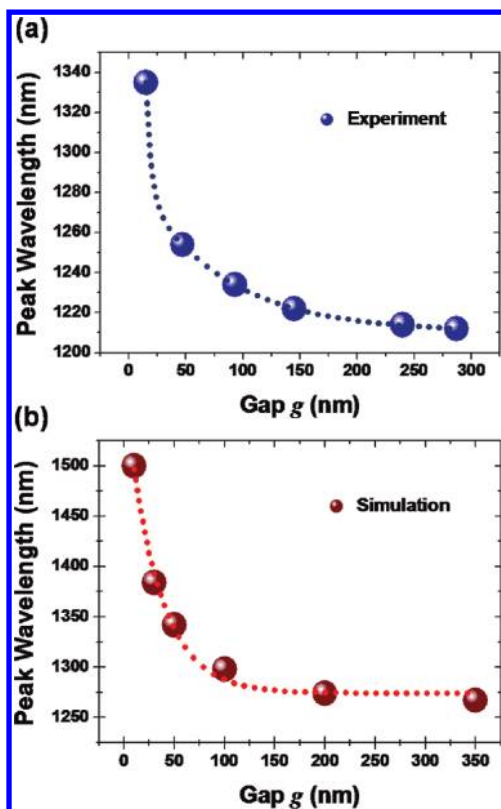 (a)
1340
1320
1300
1280
1260
1240
1220
1200
Peak Wavelength (nm)
Experiment
0 50 100 150 200 250 300
Gap g (nm)
(b)
1500
1450
1400
1350
1300
1250
Peak Wavelength (nm)
Simulation
0 50 100 150 200 250 300 350
Gap g (nm)